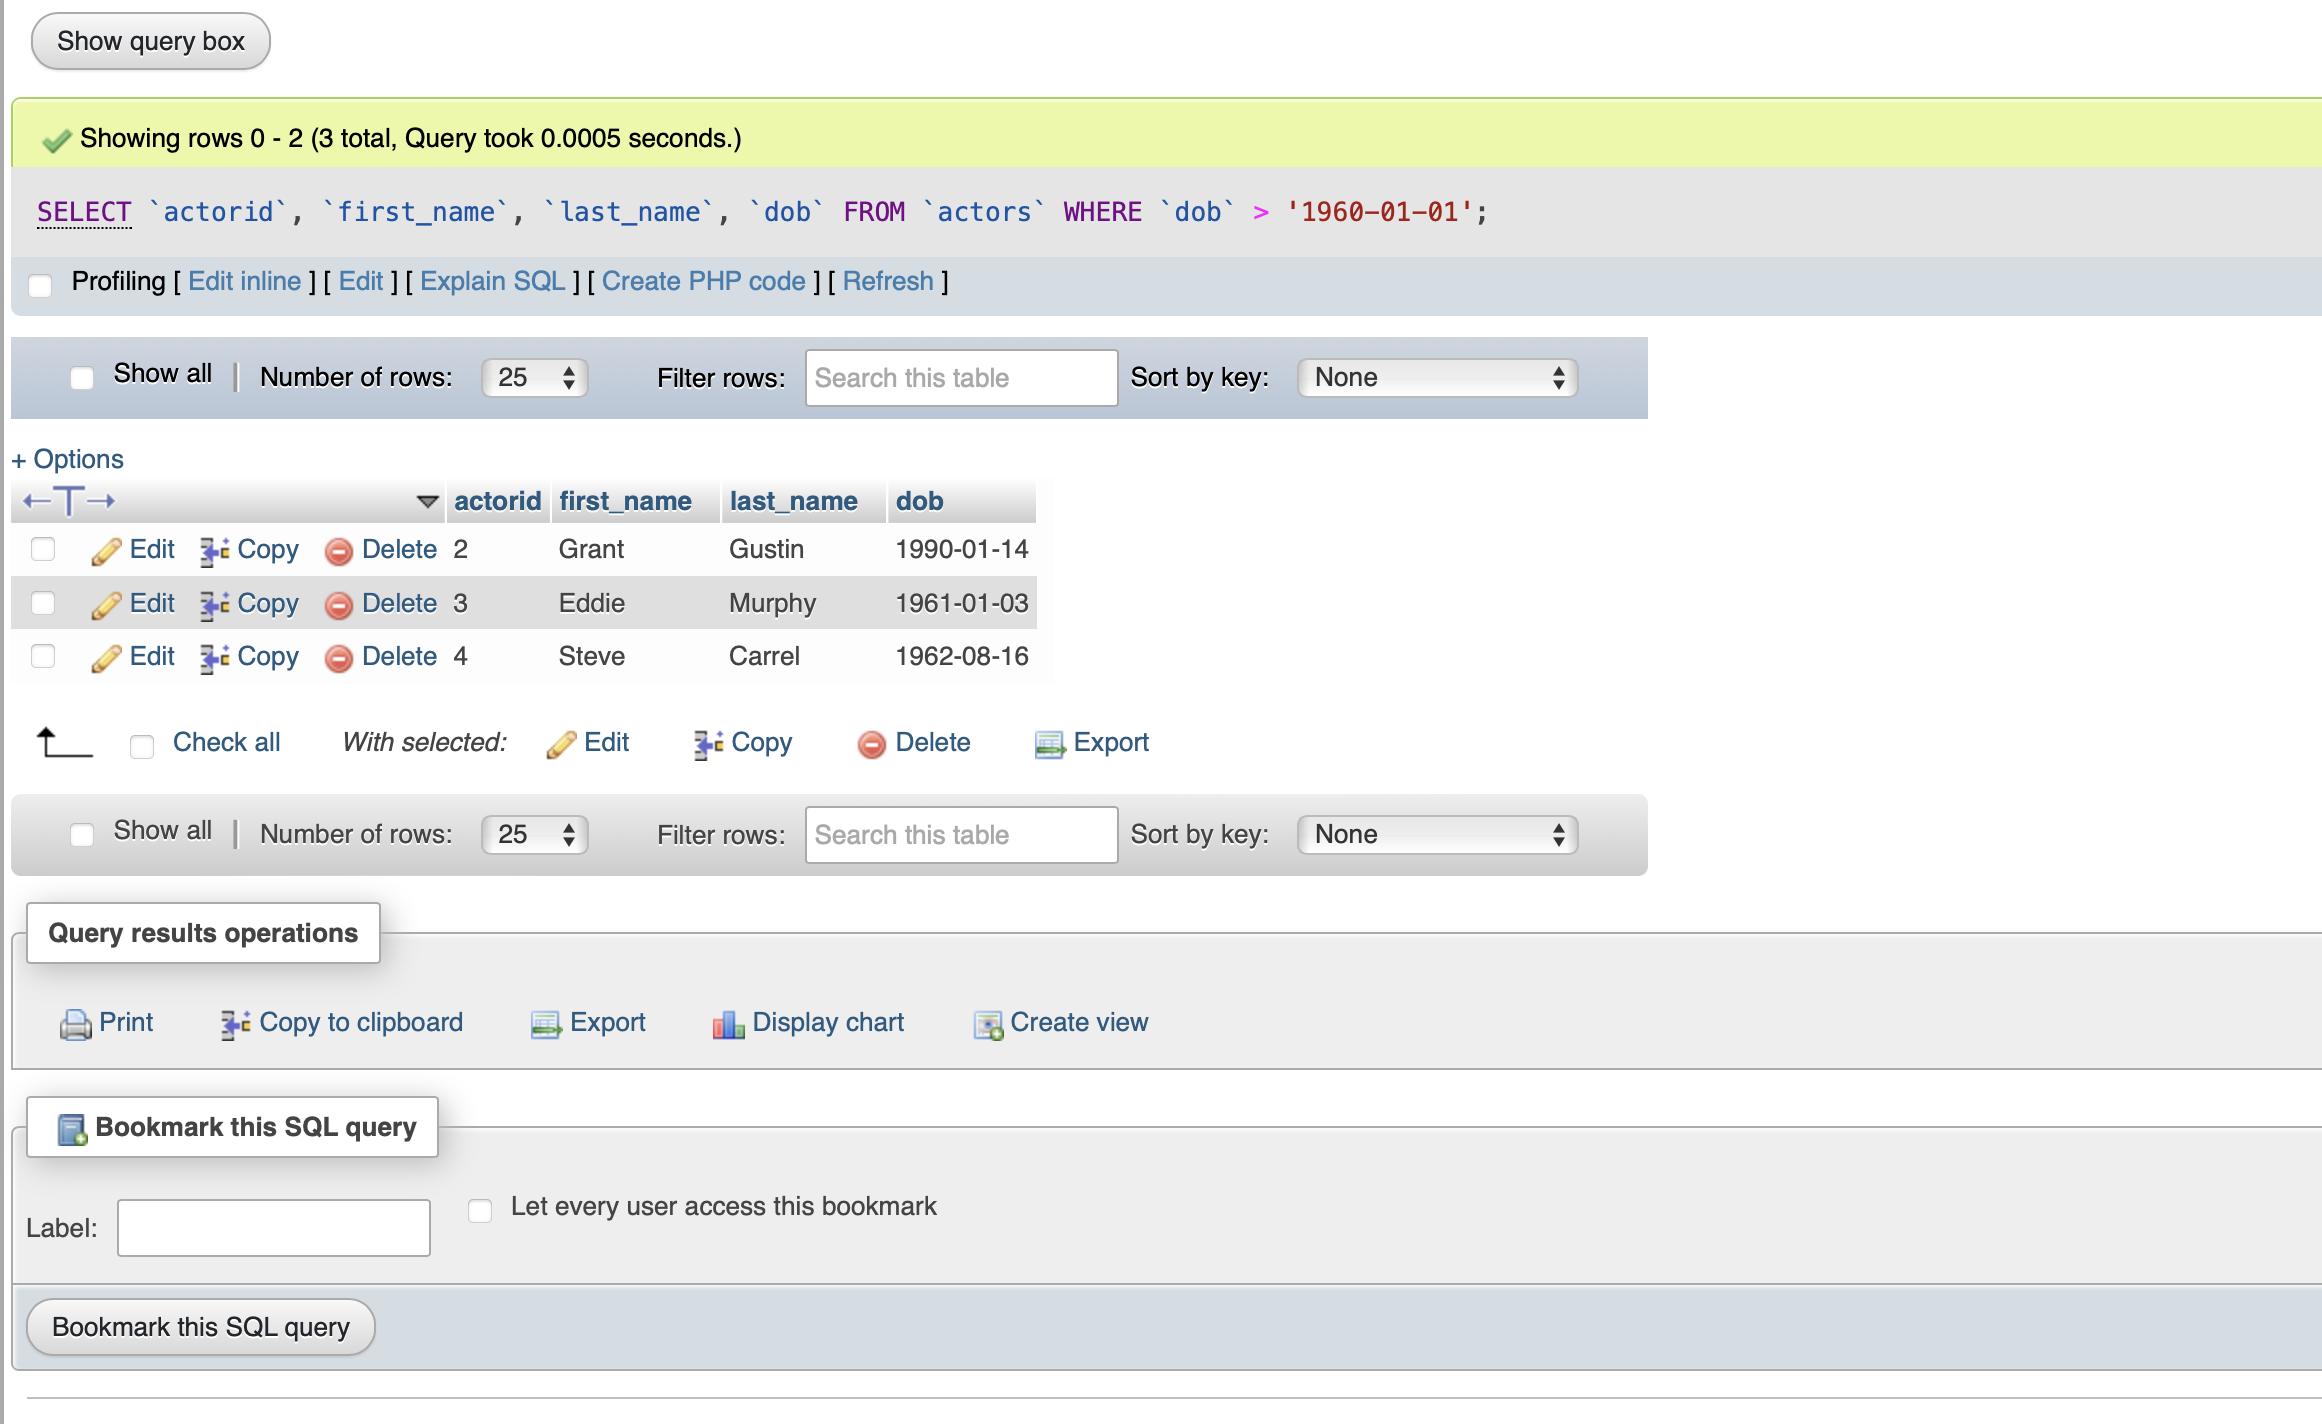 Show query box
Showing rows 0 - 2 (3 total, Query took 0.0005 seconds.)
SELECT `actorid`, `first_name`, `last_name`, `dob` FROM `actors` WHERE `dob` > '1960-01-01';
Profiling [ Edit inline ] [ Edit ] [ Explain SQL ] [ Create PHP code ] [ Refresh ]
Show all | Number of rows: 25 Filter rows: Search this table Sort by key: None
+ Options
←T→ actorid first_name last_name dob
Edit Copy Delete 2 Grant Gustin 1990-01-14
Edit Copy Delete 3 Eddie Murphy 1961-01-03
Edit Copy Delete 4 Steve Carrel 1962-08-16
Check all With selected: Edit Copy Delete Export
Show all | Number of rows: 25 Filter rows: Search this table Sort by key: None
Query results operations
Print Copy to clipboard Export Display chart Create view
Bookmark this SQL query
Label: Let every user access this bookmark
Bookmark this SQL query